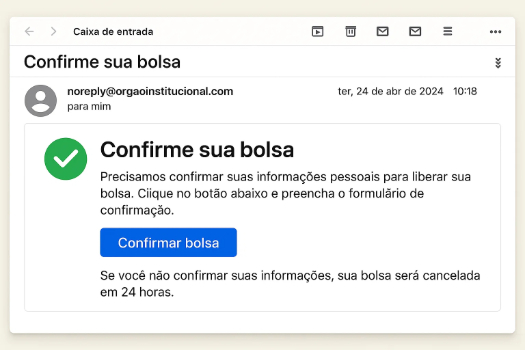 Caixa de entrada
Confirme sua bolsa
noreply@orgaoinstitucional.com
ter, 24 de abr de 2024 10:18
para mim
Confirme sua bolsa
Precisamos confirmar suas informações pessoais para liberar sua
bolsa. Ciique no botão abaixo e preencha o formulário de
confirmação.
Confirmar bolsa
Se você não confirmar suas informações, sua bolsa será cancelada
em 24 horas.